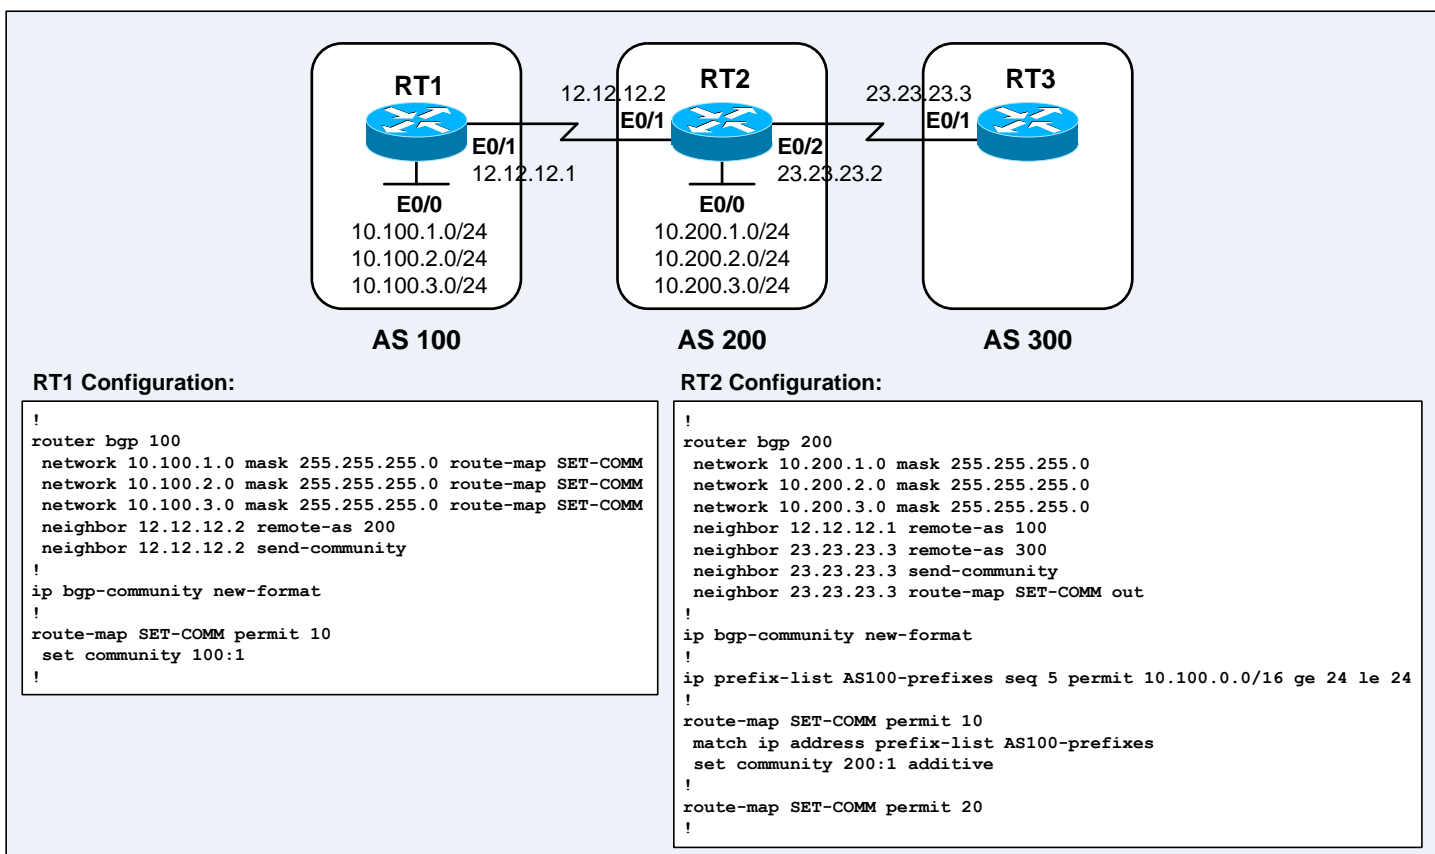 RT1
RT2
RT3
12.12.12.2
23.23.23.3
E0/1
E0/1
E0/1
E0/2
12.12.12.1
23.23.23.2
E0/0
10.100.1.0/24
10.100.2.0/24
10.100.3.0/24
E0/0
10.200.1.0/24
10.200.2.0/24
10.200.3.0/24
AS 100
AS 200
AS 300
RT1 Configuration:
!
router bgp 100
 network 10.100.1.0 mask 255.255.255.0 route-map SET-COMM
 network 10.100.2.0 mask 255.255.255.0 route-map SET-COMM
 network 10.100.3.0 mask 255.255.255.0 route-map SET-COMM
 neighbor 12.12.12.2 remote-as 200
 neighbor 12.12.12.2 send-community
!
ip bgp-community new-format
!
route-map SET-COMM permit 10
 set community 100:1
!
RT2 Configuration:
!
router bgp 200
 network 10.200.1.0 mask 255.255.255.0
 network 10.200.2.0 mask 255.255.255.0
 network 10.200.3.0 mask 255.255.255.0
 neighbor 12.12.12.1 remote-as 100
 neighbor 23.23.23.3 remote-as 300
 neighbor 23.23.23.3 send-community
 neighbor 23.23.23.3 route-map SET-COMM out
!
ip bgp-community new-format
!
ip prefix-list AS100-prefixes seq 5 permit 10.100.0.0/16 ge 24 le 24
!
route-map SET-COMM permit 10
 match ip address prefix-list AS100-prefixes
 set community 200:1 additive
!
route-map SET-COMM permit 20
!